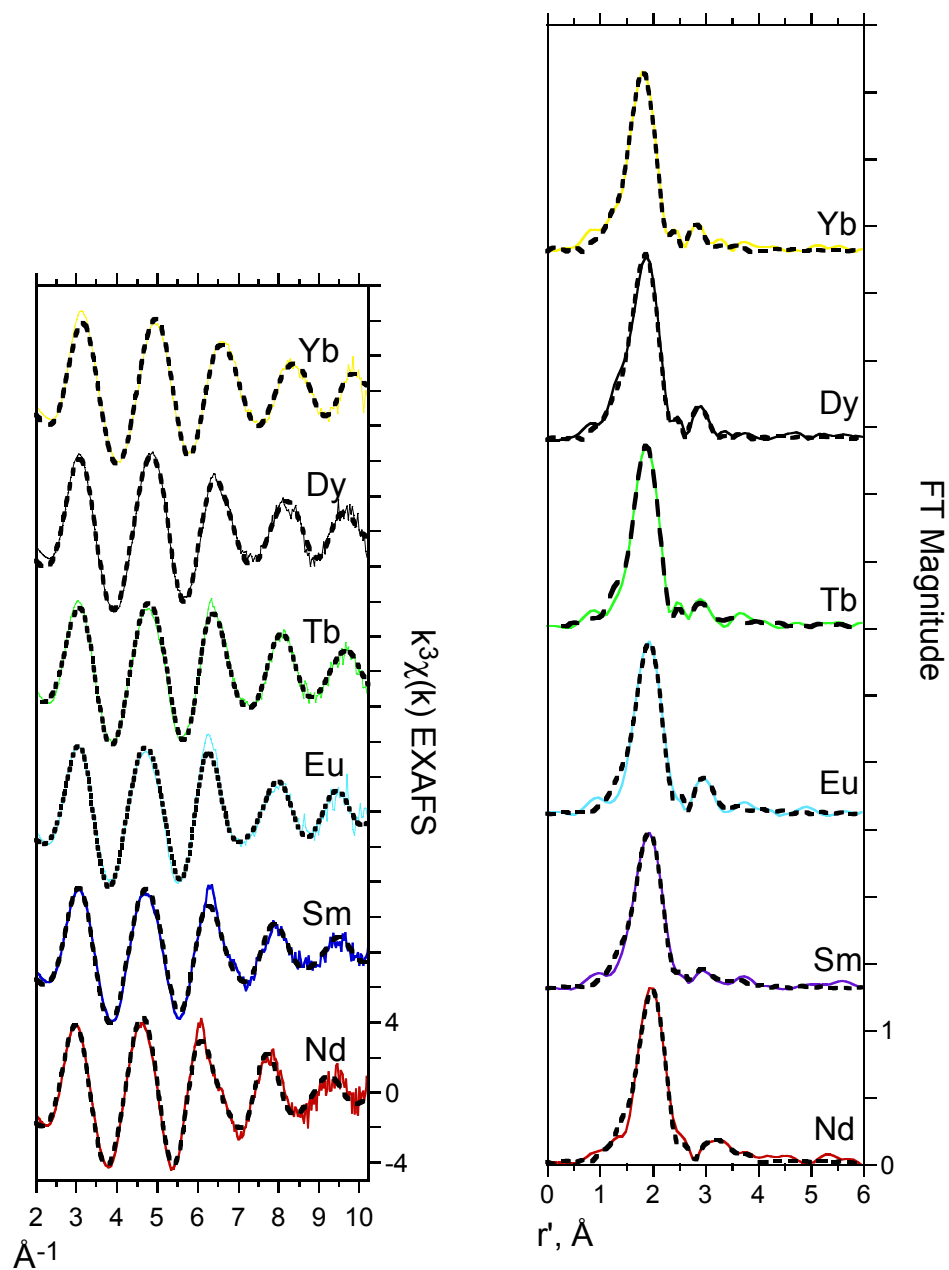 Yb
Dy
Tb
Eu
Sm
Nd
4
0
-4
2 3 4 5 6 7 8 9 10
Å-1
k3χ(k) EXAFS
Yb
Dy
Tb
Eu
Sm
Nd
1
0
0 1 2 3 4 5 6
r', Å
FT Magnitude